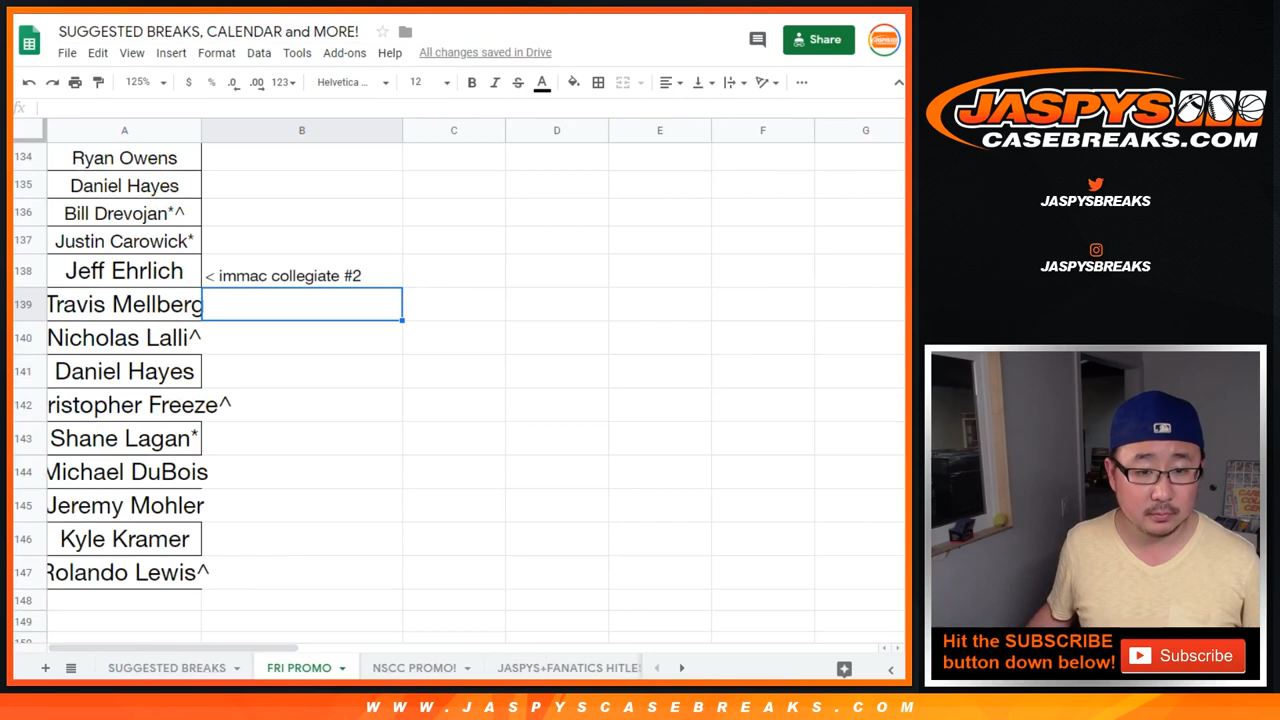 SUGGESTED BREAKS, CALENDAR and MORE!
File Edit View Insert Format Data Tools Add-ons Help All changes saved in Drive
Share
125% $ % .0 .00 123 Helvetica ... 12 B I S A
fx
A B C D E F G
134 Ryan Owens
135 Daniel Hayes
136 Bill Drevojan*^
137 Justin Carowick*
138 Jeff Ehrlich < immac collegiate #2
139 Travis Mellberg
140 Nicholas Lalli^
141 Daniel Hayes
142 ristopher Freeze^
143 Shane Lagan*
144 Michael DuBois
145 Jeremy Mohler
146 Kyle Kramer
147 Rolando Lewis^
148
149
SUGGESTED BREAKS FRI PROMO NSCC PROMO! JASPYS+FANATICS HITLE
JASPYS
CASEBREAKS.COM
JASPYSBREAKS
JASPYSBREAKS
Hit the SUBSCRIBE
button down below!
Subscribe
WWW.JASPYSCASEBREAKS.COM